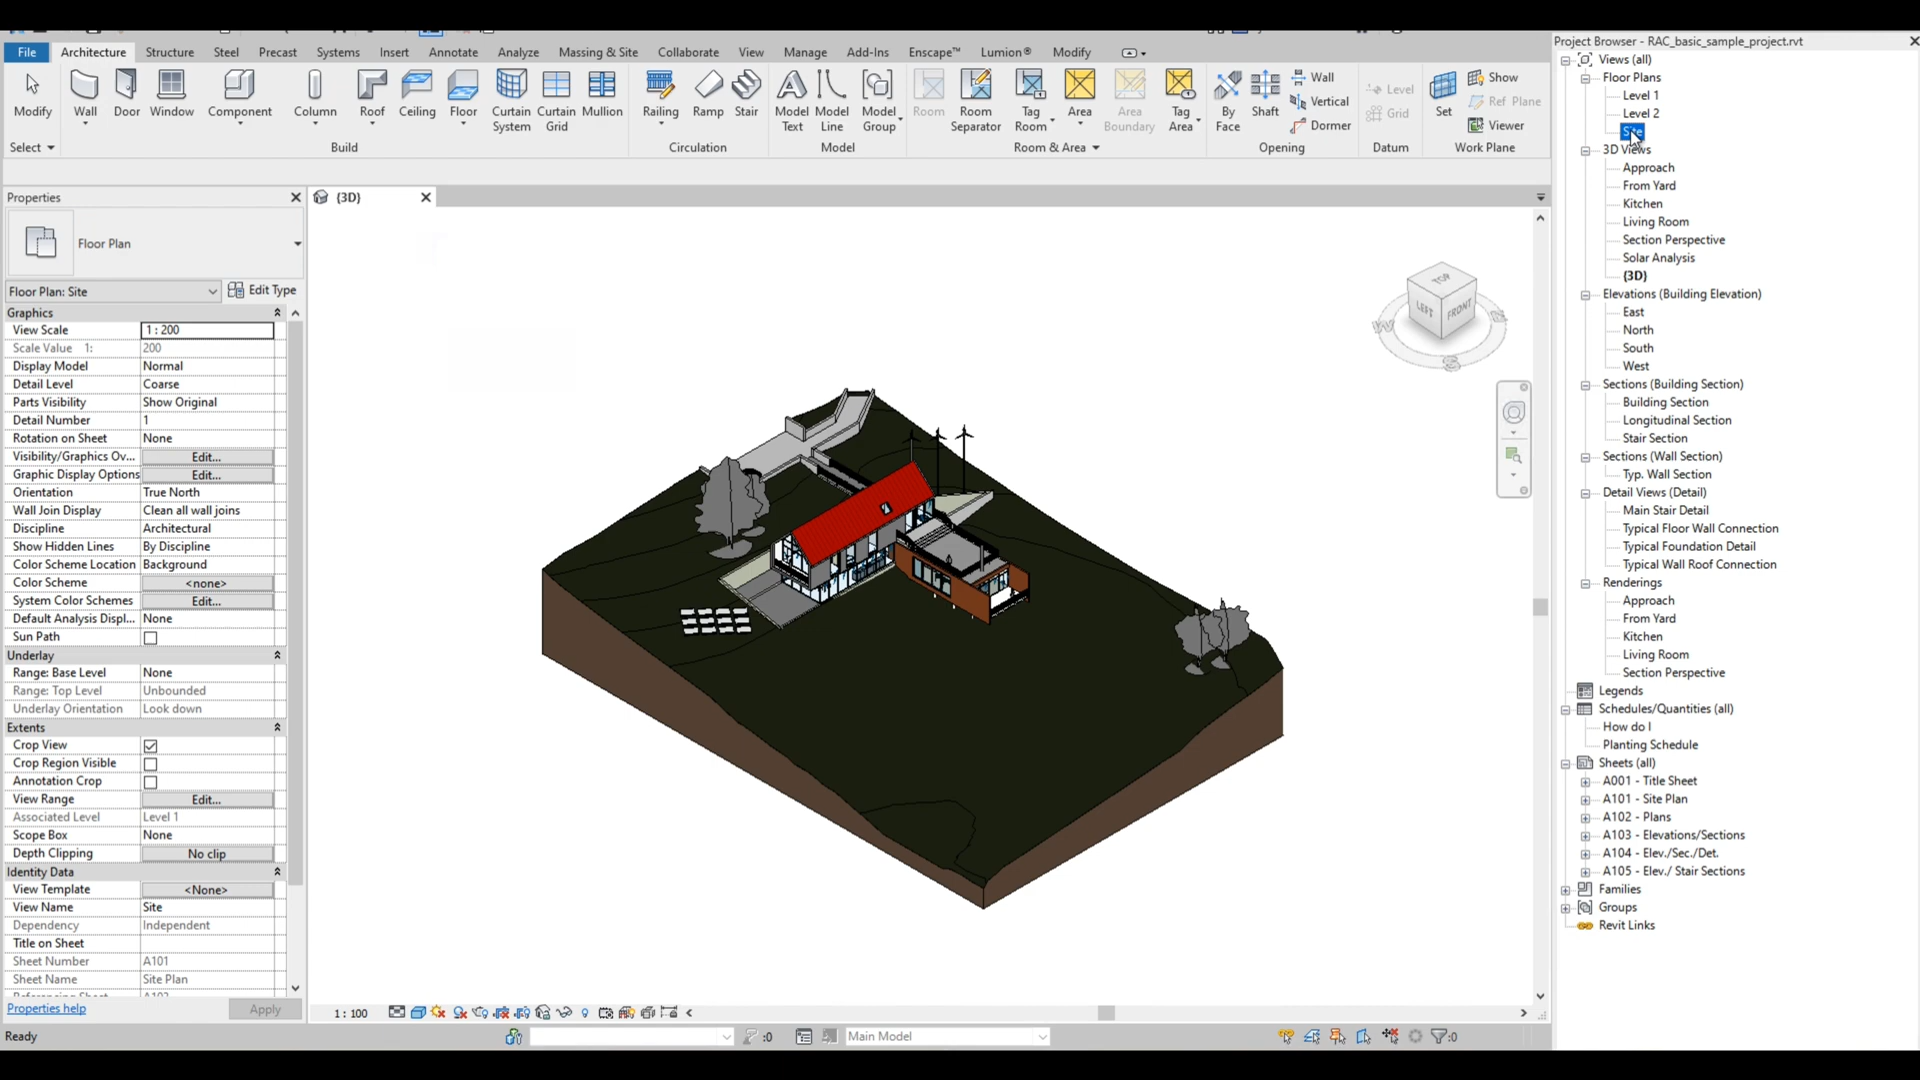 File Architecture Structure Steel Precast Systems Insert Annotate Analyze Massing & Site Collaborate View Manage Add-Ins Enscape™ Lumion® Modify
Modify Wall Door Window Component Column Roof Ceiling Floor Curtain System Curtain Grid Mullion Railing Ramp Stair Model Text Model Line Model Group Room Room Separator Tag Room Area Area Boundary Tag Area By Face Shaft Wall Vertical Dormer Level Grid Set Show Ref Plane Viewer
Select Build Circulation Model Room & Area Opening Datum Work Plane
Properties
Floor Plan
Floor Plan: Site Edit Type
Graphics
View Scale 1 : 200
Scale Value 1: 200
Display Model Normal
Detail Level Coarse
Parts Visibility Show Original
Detail Number 1
Rotation on Sheet None
Visibility/Graphics Ov... Edit...
Graphic Display Options Edit...
Orientation True North
Wall Join Display Clean all wall joins
Discipline Architectural
Show Hidden Lines By Discipline
Color Scheme Location Background
Color Scheme <none>
System Color Schemes Edit...
Default Analysis Displ... None
Sun Path
Underlay
Range: Base Level None
Range: Top Level Unbounded
Underlay Orientation Look down
Extents
Crop View
Crop Region Visible
Annotation Crop
View Range Edit...
Associated Level Level 1
Scope Box None
Depth Clipping No clip
Identity Data
View Template <None>
View Name Site
Dependency Independent
Title on Sheet
Sheet Number A101
Sheet Name Site Plan
Properties help Apply
Ready
{3D}
TOP
LEFT FRONT
W S
1 : 100
:0 Main Model :0
Project Browser - RAC_basic_sample_project.rvt
Views (all)
Floor Plans
Level 1
Level 2
Site
3D Views
Approach
From Yard
Kitchen
Living Room
Section Perspective
Solar Analysis
{3D}
Elevations (Building Elevation)
East
North
South
West
Sections (Building Section)
Building Section
Longitudinal Section
Stair Section
Sections (Wall Section)
Typ. Wall Section
Detail Views (Detail)
Main Stair Detail
Typical Floor Wall Connection
Typical Foundation Detail
Typical Wall Roof Connection
Renderings
Approach
From Yard
Kitchen
Living Room
Section Perspective
Legends
Schedules/Quantities (all)
How do I
Planting Schedule
Sheets (all)
A001 - Title Sheet
A101 - Site Plan
A102 - Plans
A103 - Elevations/Sections
A104 - Elev./Sec./Det.
A105 - Elev./ Stair Sections
Families
Groups
Revit Links